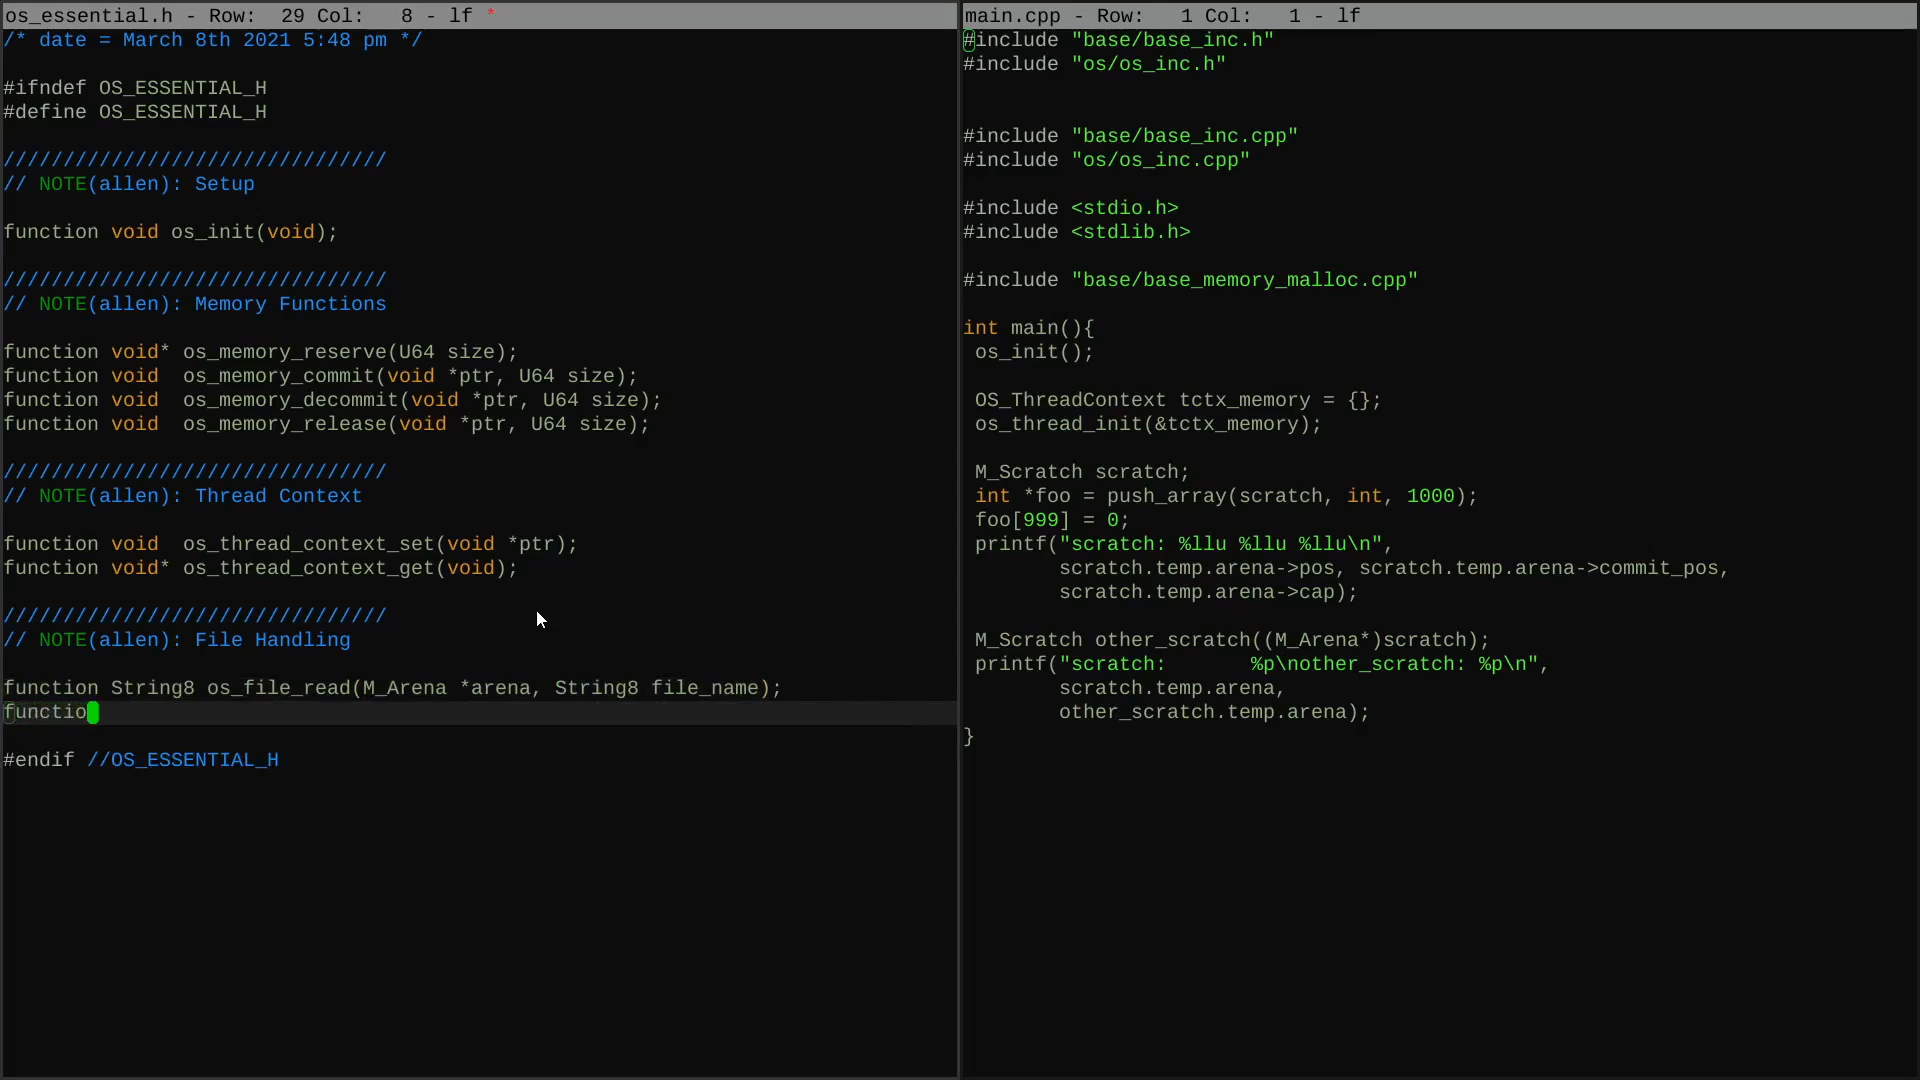 os_essential.h - Row:  29 Col:   8 - lf *
/* date = March 8th 2021 5:48 pm */
#ifndef OS_ESSENTIAL_H
#define OS_ESSENTIAL_H
////////////////////////////////
// NOTE(allen): Setup
function void os_init(void);
////////////////////////////////
// NOTE(allen): Memory Functions
function void* os_memory_reserve(U64 size);
function void  os_memory_commit(void *ptr, U64 size);
function void  os_memory_decommit(void *ptr, U64 size);
function void  os_memory_release(void *ptr, U64 size);
////////////////////////////////
// NOTE(allen): Thread Context
function void  os_thread_context_set(void *ptr);
function void* os_thread_context_get(void);
////////////////////////////////
// NOTE(allen): File Handling
function String8 os_file_read(M_Arena *arena, String8 file_name);
functio
#endif //OS_ESSENTIAL_H
main.cpp - Row:   1 Col:   1 - lf
#include "base/base_inc.h"
#include "os/os_inc.h"
#include "base/base_inc.cpp"
#include "os/os_inc.cpp"
#include <stdio.h>
#include <stdlib.h>
#include "base/base_memory_malloc.cpp"
int main(){
 os_init();
 OS_ThreadContext tctx_memory = {};
 os_thread_init(&tctx_memory);
 M_Scratch scratch;
 int *foo = push_array(scratch, int, 1000);
 foo[999] = 0;
 printf("scratch: %llu %llu %llu\n",
        scratch.temp.arena->pos, scratch.temp.arena->commit_pos,
        scratch.temp.arena->cap);
 M_Scratch other_scratch((M_Arena*)scratch);
 printf("scratch:       %p\nother_scratch: %p\n",
        scratch.temp.arena,
        other_scratch.temp.arena);
}